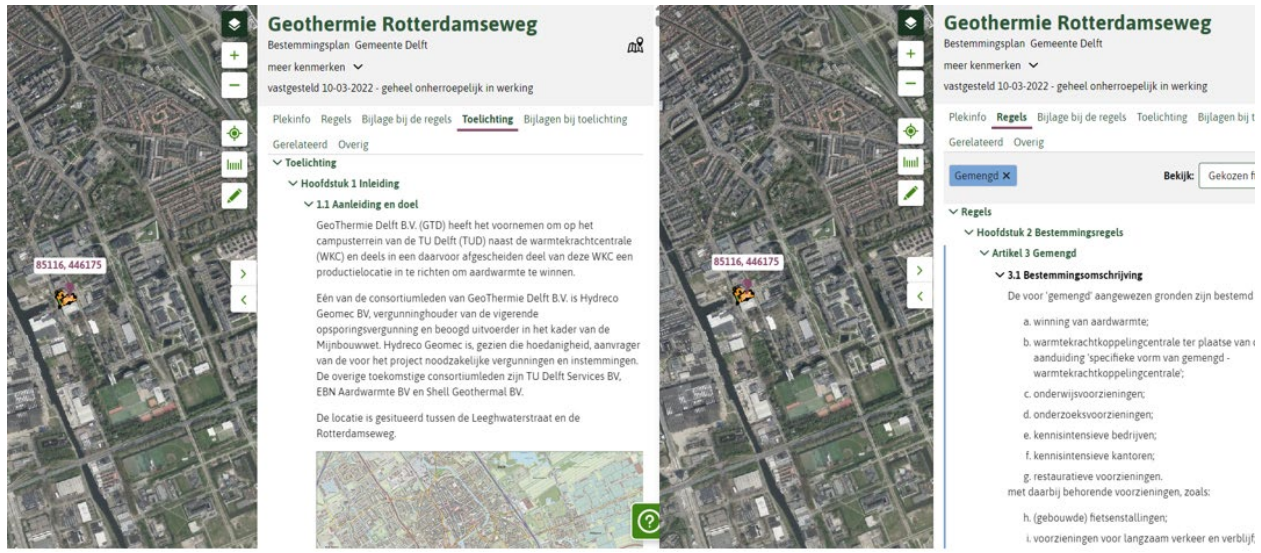 Geothermie Rotterdamseweg
Bestemmingsplan Gemeente Delft
meer kenmerken
vastgesteld 10-03-2022 - geheel onherroepelijk in werking
Plekinfo Regels Bijlage bij de regels Toelichting Bijlagen bij toelichting
Gerelateerd Overig
Toelichting
Hoofdstuk 1 Inleiding
1.1 Aanleiding en doel
GeoThermie Delft B.V. (GTD) heeft het voornemen om op het
campusterrein van de TU Delft (TUD) naast de warmtekrachtcentrale
(WKC) en deels in een daarvoor afgescheiden deel van deze WKC een
productielocatie in te richten om aardwarmte te winnen.
Eén van de consortiumleden van GeoThermie Delft B.V. is Hydreco
Geomec BV, vergunninghouder van de vigerende
opsporingsvergunning en beoogd uitvoerder in het kader van de
Mijnbouwwet. Hydreco Geomec is, gezien die hoedanigheid, aanvrager
van de voor het project noodzakelijke vergunningen en instemmingen.
De overige toekomstige consortiumleden zijn TU Delft Services BV,
EBN Aardwarmte BV en Shell Geothermal BV.
De locatie is gesitueerd tussen de Leeghwaterstraat en de
Rotterdamseweg.
85116, 446175
Geothermie Rotterdamseweg
Bestemmingsplan Gemeente Delft
meer kenmerken
vastgesteld 10-03-2022 - geheel onherroepelijk in werking
Plekinfo Regels Bijlage bij de regels Toelichting Bijlagen bij t
Gerelateerd Overig
Gemengd × Bekijk: Gekozen f
Regels
Hoofdstuk 2 Bestemmingsregels
Artikel 3 Gemengd
3.1 Bestemmingsomschrijving
De voor 'gemengd' aangewezen gronden zijn bestemd
a. winning van aardwarmte;
b. warmtekrachtkoppelingcentrale ter plaatse van
aanduiding 'specifieke vorm van gemengd -
warmtekrachtkoppelingcentrale';
c. onderwijsvoorzieningen;
d. onderzoeksvoorzieningen;
e. kennisintensieve bedrijven;
f. kennisintensieve kantoren;
g. restauratieve voorzieningen.
met daarbij behorende voorzieningen, zoals:
h. (gebouwde) fietsenstallingen;
i. voorzieningen voor langzaam verkeer en verblijf;
85116, 446175